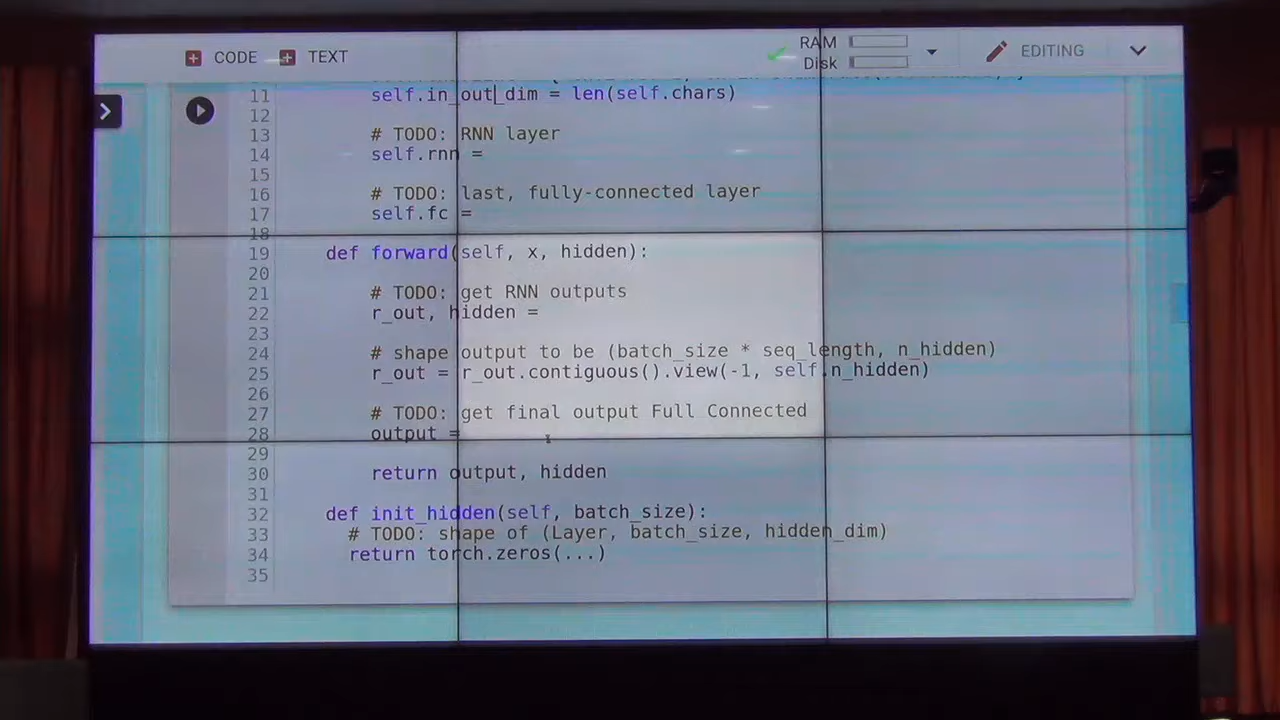 CODE TEXT RAM Disk EDITING
11 self.in_out_dim = len(self.chars)
12
13 # TODO: RNN layer
14 self.rnn =
15
16 # TODO: last, fully-connected layer
17 self.fc =
18
19 def forward(self, x, hidden):
20
21 # TODO: get RNN outputs
22 r_out, hidden =
23
24 # shape output to be (batch_size * seq_length, n_hidden)
25 r_out = r_out.contiguous().view(-1, self.n_hidden)
26
27 # TODO: get final output Full Connected
28 output =
29
30 return output, hidden
31
32 def init_hidden(self, batch_size):
33 # TODO: shape of (Layer, batch_size, hidden_dim)
34 return torch.zeros(...)
35